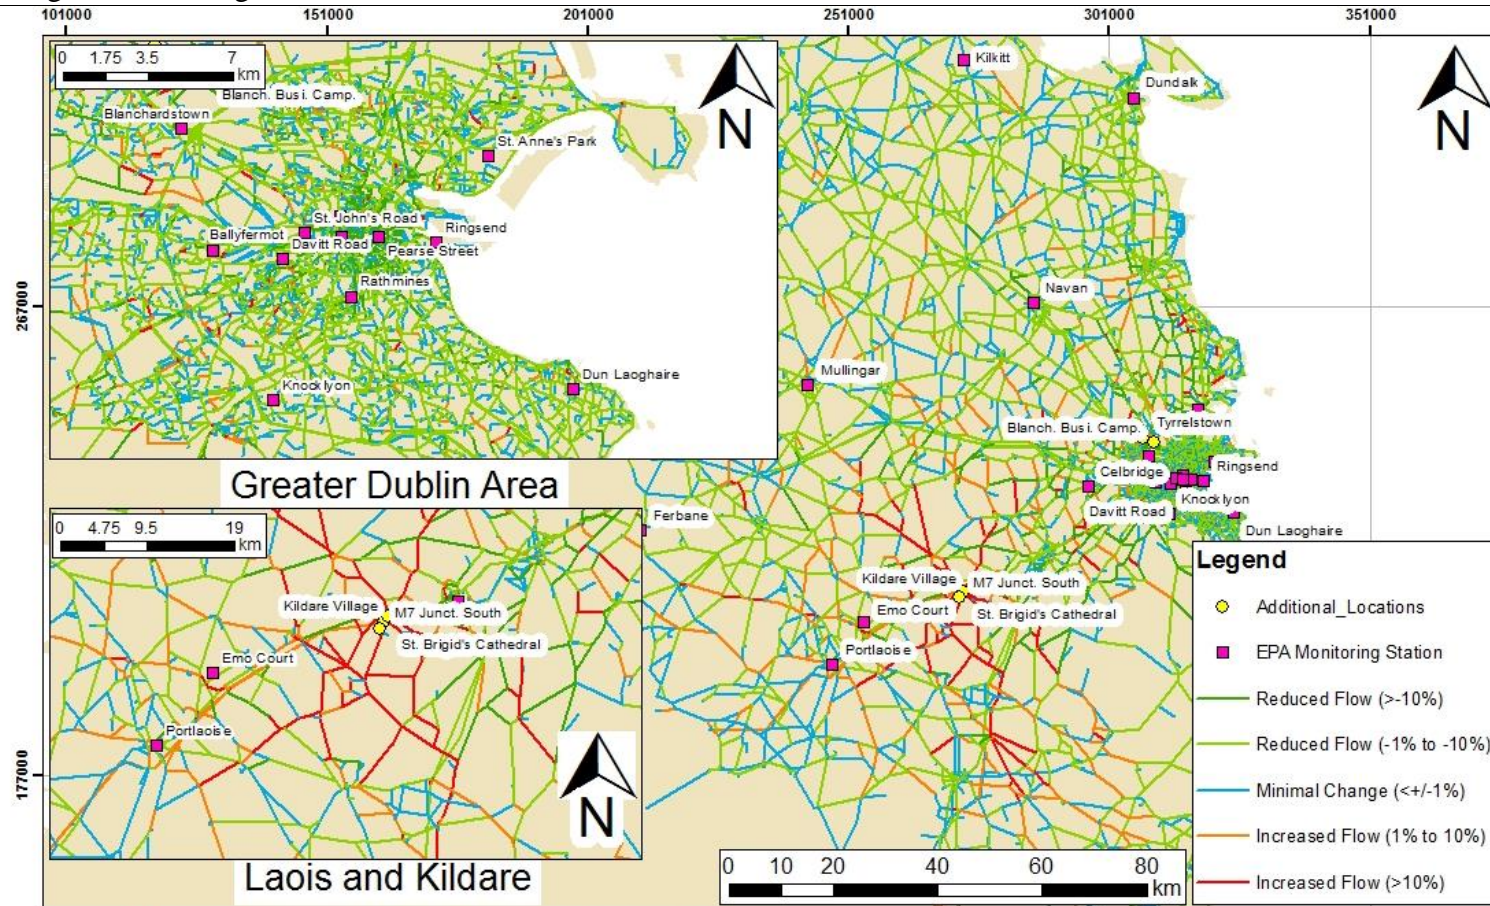 101000
151000
201000
251000
301000
351000
267000
177000
0 1.75 3.5 7
km
Blanch. Busi. Camp.
Blanchardstown
N
St. Anne's Park
St. John's Road
Ringsend
Ballyfermot
Davitt Road
Pearse Street
Rathmines
Dun Laoghaire
Knocklyon
Greater Dublin Area
0 4.75 9.5 19
km
Kildare Village
M7 Junct. South
St. Brigid's Cathedral
Emo Court
Portlaoise
N
Laois and Kildare
Kilkitt
Dundalk
N
Navan
Mullingar
Tyrrelstown
Blanch. Busi. Camp.
Celbridge
Ringsend
Knocklyon
Davitt Road
Dun Laoghaire
Ferbane
Kildare Village
M7 Junct. South
Emo Court
St. Brigid's Cathedral
Portlaoise
0 10 20 40 60 80
km
Legend
Additional_Locations
EPA Monitoring Station
Reduced Flow (>-10%)
Reduced Flow (-1% to -10%)
Minimal Change (<+/-1%)
Increased Flow (1% to 10%)
Increased Flow (>10%)